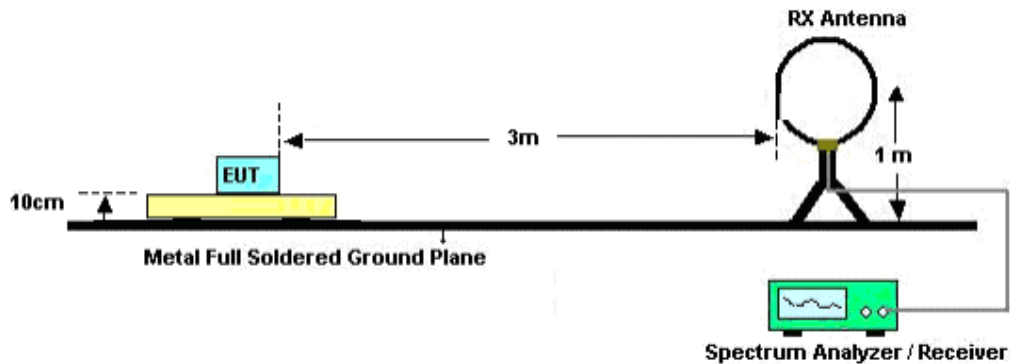 RX Antenna
3m
EUT
1 m
10cm
Metal Full Soldered Ground Plane
Spectrum Analyzer / Receiver